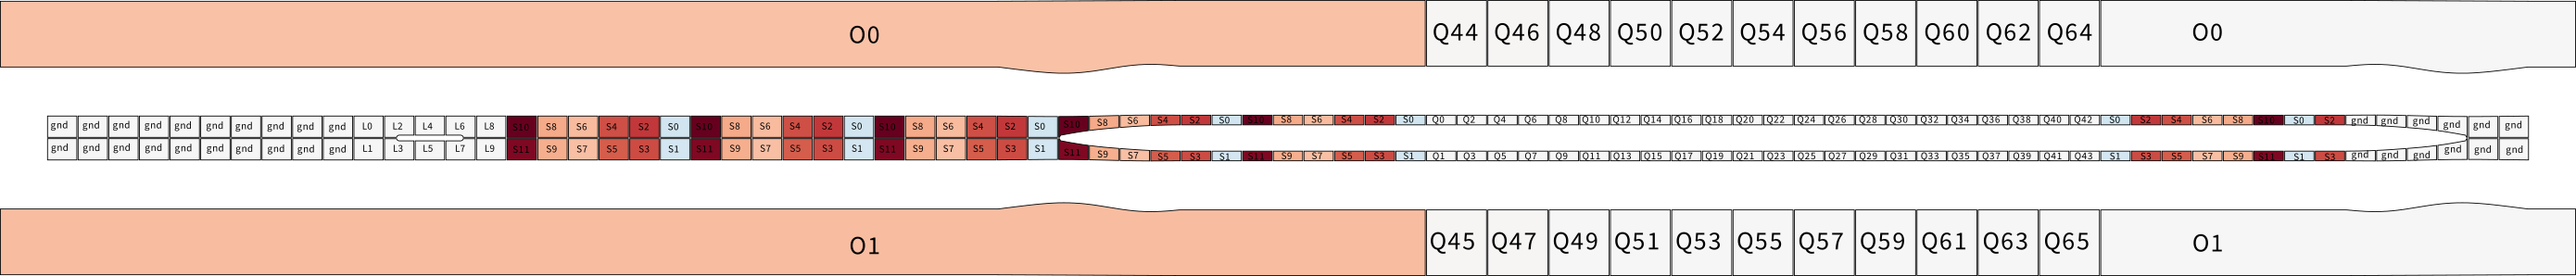 O0 Q44 Q46 Q48 Q50 Q52 Q54 Q56 Q58 Q60 Q62 Q64 O0
gnd gnd gnd gnd gnd gnd gnd gnd gnd gnd L0 L2 L4 L6 L8 S10 S8 S6 S4 S2 S0 S10 S8 S6 S4 S2 S0 S10 S8 S6 S4 S2 S0 S10 S8 S6 S4 S2 S0 S10 S8 S6 S4 S2 S0 Q0 Q2 Q4 Q6 Q8 Q10 Q12 Q14 Q16 Q18 Q20 Q22 Q24 Q26 Q28 Q30 Q32 Q34 Q36 Q38 Q40 Q42 S0 S2 S4 S6 S8 S10 S0 S2 gnd gnd gnd gnd gnd gnd
gnd gnd gnd gnd gnd gnd gnd gnd gnd gnd L1 L3 L5 L7 L9 S11 S9 S7 S5 S3 S1 S11 S9 S7 S5 S3 S1 S11 S9 S7 S5 S3 S1 S11 S9 S7 S5 S3 S1 S11 S9 S7 S5 S3 S1 Q1 Q3 Q5 Q7 Q9 Q11 Q13 Q15 Q17 Q19 Q21 Q23 Q25 Q27 Q29 Q31 Q33 Q35 Q37 Q39 Q41 Q43 S1 S3 S5 S7 S9 S11 S1 S3 gnd gnd gnd gnd gnd gnd
O1 Q45 Q47 Q49 Q51 Q53 Q55 Q57 Q59 Q61 Q63 Q65 O1